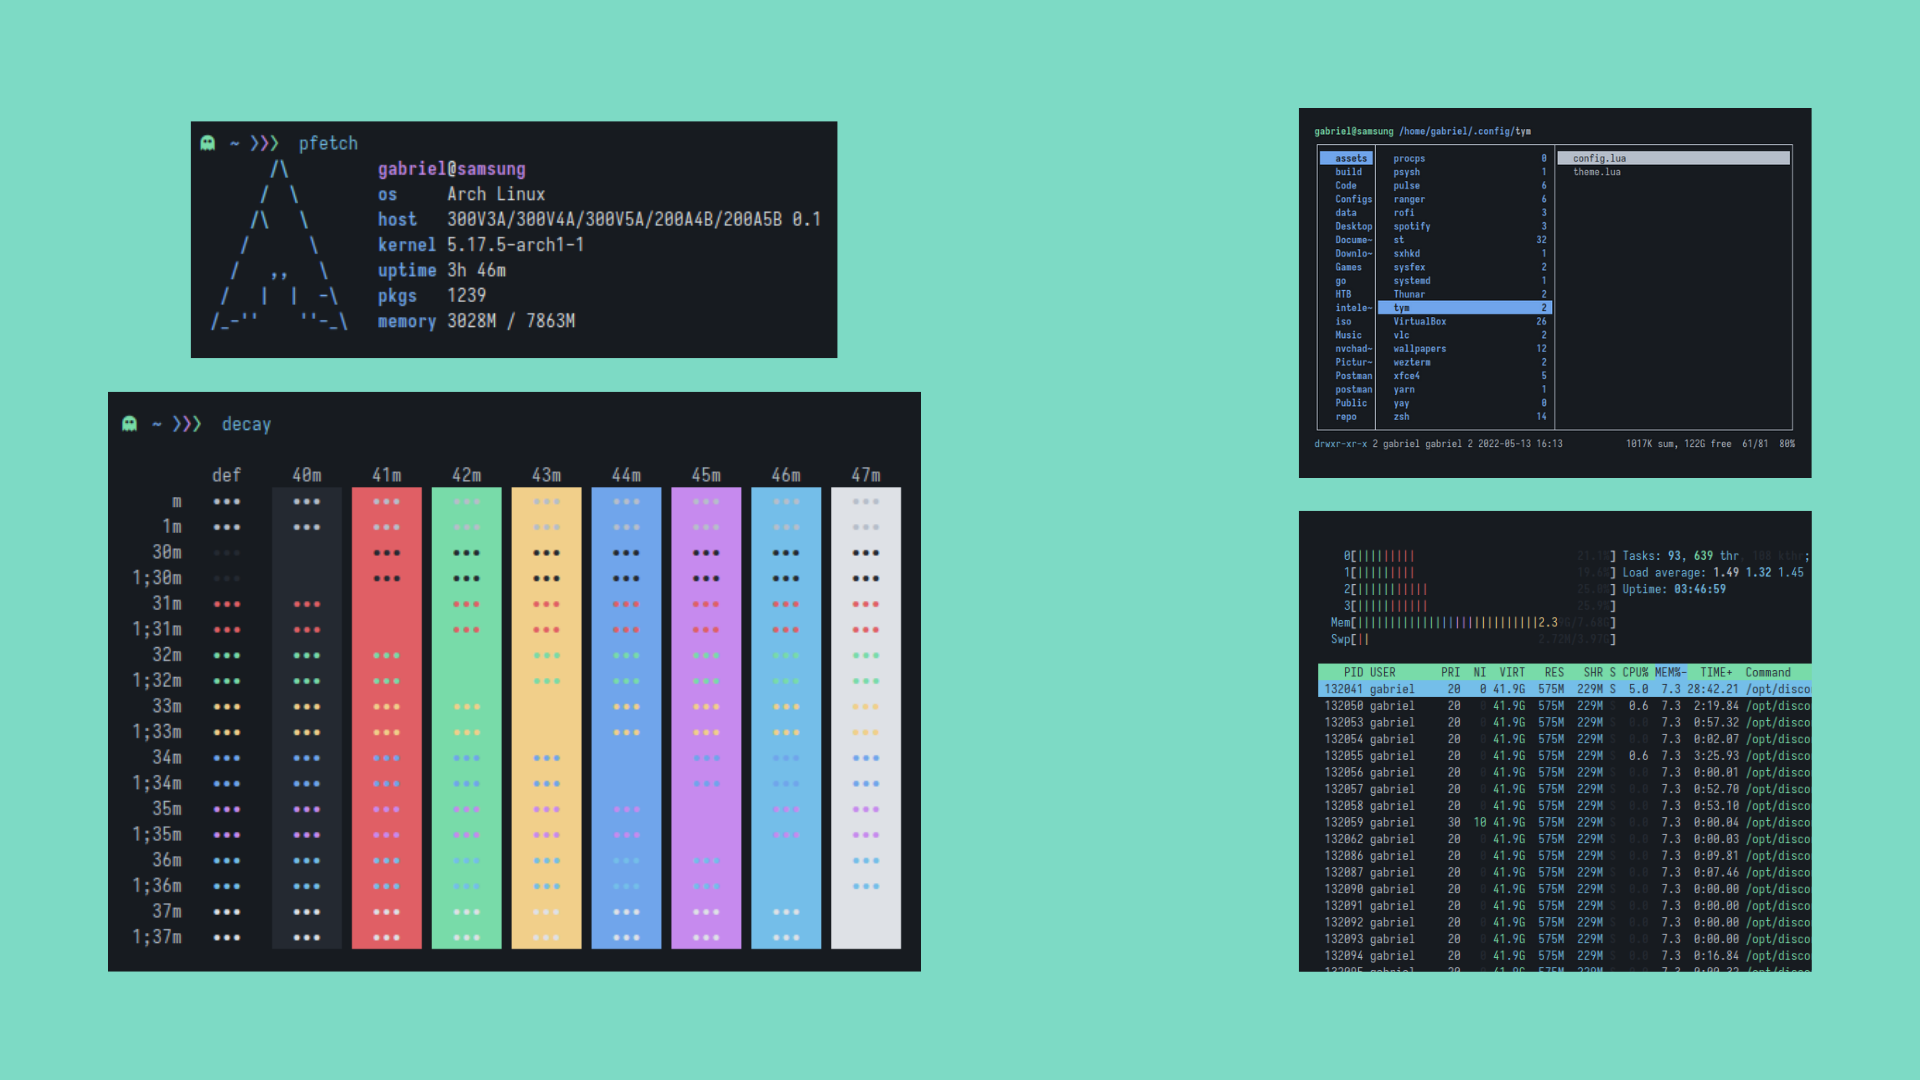 ~ ❯❯❯ pfetch
gabriel@samsung
os Arch Linux
host 300V3A/300V4A/300V5A/200A4B/200A5B 0.1
kernel 5.17.5-arch1-1
uptime 3h 46m
pkgs 1239
memory 3028M / 7863M
~ ❯❯❯ decay
def 40m 41m 42m 43m 44m 45m 46m 47m
m
1m
30m
1;30m
31m
1;31m
32m
1;32m
33m
1;33m
34m
1;34m
35m
1;35m
36m
1;36m
37m
1;37m
gabriel@samsung /home/gabriel/.config/tym
assets procps 0 config.lua
build psysh 1 theme.lua
Code pulse 6
Configs ranger 6
data rofi 3
Desktop spotify 3
Docume~ st 32
Downlo~ sxhkd 1
Games sysfex 2
go systemd 1
HTB Thunar 2
intele~ tym 2
iso VirtualBox 26
Music vlc 2
nvchad~ wallpapers 12
Pictur~ wezterm 2
Postman xfce4 5
postman yarn 1
Public yay 0
repo zsh 14
drwxr-xr-x 2 gabriel gabriel 2 2022-05-13 16:13 1017K sum, 122G free 61/81 80%
0[ 21.1%] Tasks: 93, 639 thr, 108 kthr;
1[ 19.6%] Load average: 1.49 1.32 1.45
2[ 25.0%] Uptime: 03:46:59
3[ 25.9%]
Mem[ 2.3 G/7.68G]
Swp[ 2.72M/3.97G]
PID USER PRI NI VIRT RES SHR S CPU% MEM%- TIME+ Command
132041 gabriel 20 0 41.9G 575M 229M S 5.0 7.3 28:42.21 /opt/disco
132050 gabriel 20 0 41.9G 575M 229M S 0.6 7.3 2:19.84 /opt/disco
132053 gabriel 20 0 41.9G 575M 229M S 0.0 7.3 0:57.32 /opt/disco
132054 gabriel 20 0 41.9G 575M 229M S 0.0 7.3 0:02.07 /opt/disco
132055 gabriel 20 0 41.9G 575M 229M S 0.6 7.3 3:25.93 /opt/disco
132056 gabriel 20 0 41.9G 575M 229M S 0.0 7.3 0:00.01 /opt/disco
132057 gabriel 20 0 41.9G 575M 229M S 0.0 7.3 0:52.70 /opt/disco
132058 gabriel 20 0 41.9G 575M 229M S 0.0 7.3 0:53.10 /opt/disco
132059 gabriel 30 10 41.9G 575M 229M S 0.0 7.3 0:00.04 /opt/disco
132062 gabriel 20 0 41.9G 575M 229M S 0.0 7.3 0:00.03 /opt/disco
132086 gabriel 20 0 41.9G 575M 229M S 0.0 7.3 0:09.81 /opt/disco
132087 gabriel 20 0 41.9G 575M 229M S 0.0 7.3 0:07.46 /opt/disco
132090 gabriel 20 0 41.9G 575M 229M S 0.0 7.3 0:00.00 /opt/disco
132091 gabriel 20 0 41.9G 575M 229M S 0.0 7.3 0:00.00 /opt/disco
132092 gabriel 20 0 41.9G 575M 229M S 0.0 7.3 0:00.00 /opt/disco
132093 gabriel 20 0 41.9G 575M 229M S 0.0 7.3 0:00.00 /opt/disco
132094 gabriel 20 0 41.9G 575M 229M S 0.0 7.3 0:16.84 /opt/disco